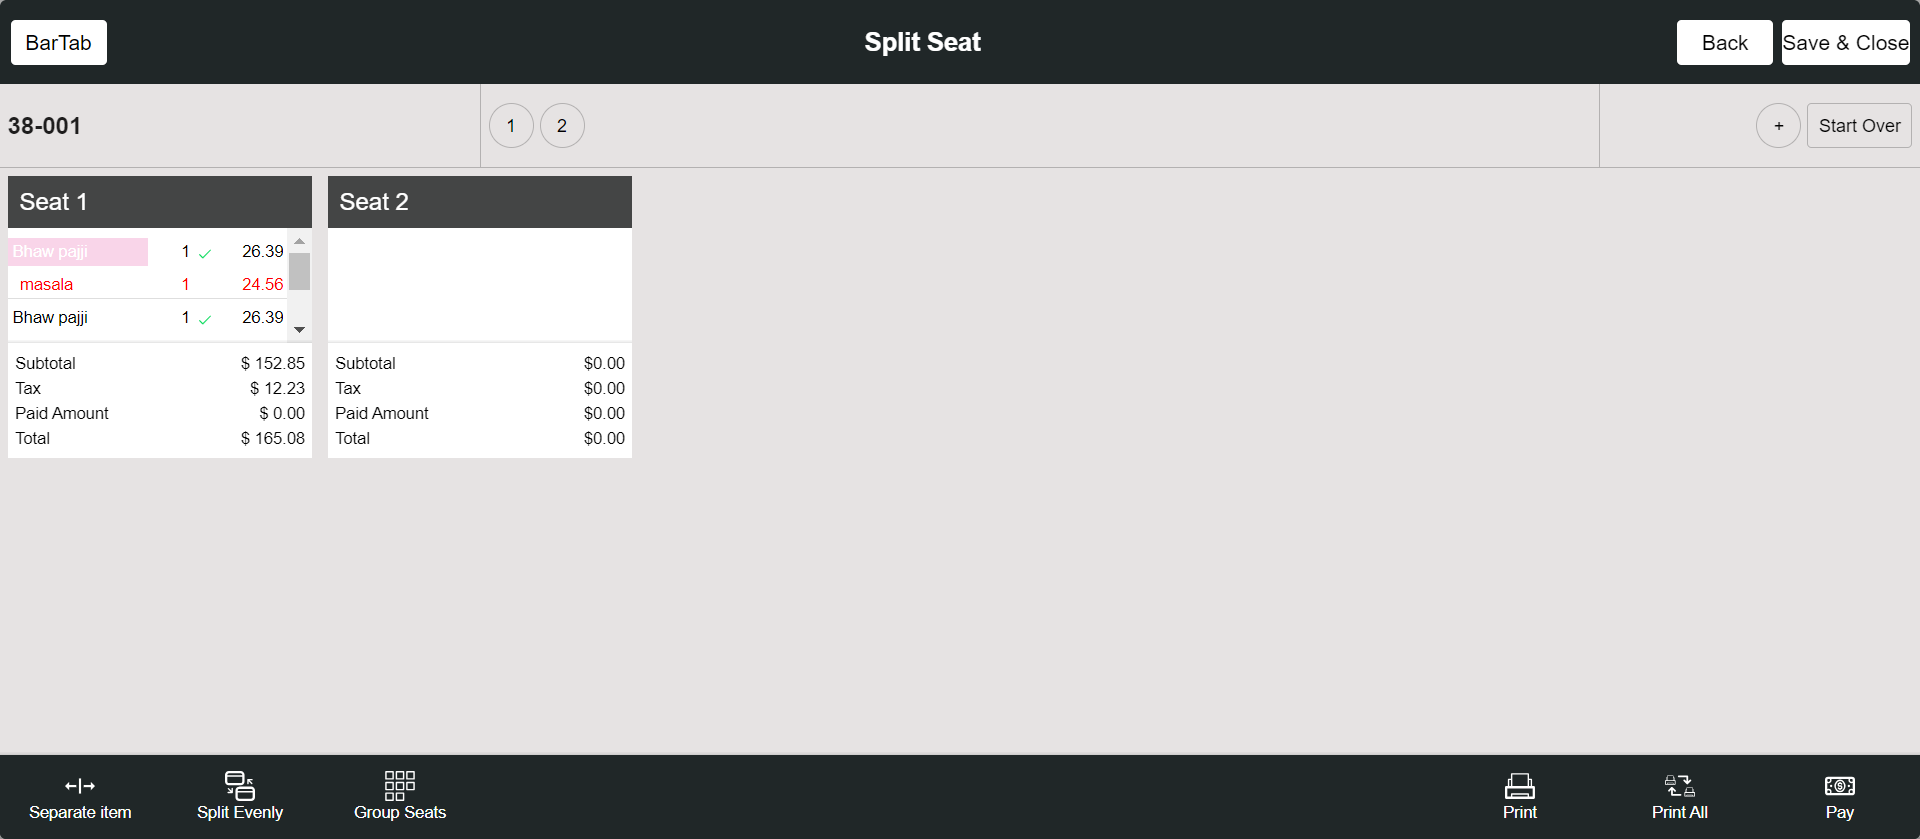 BarTab
Split Seat
Back
Save & Close
38-001
1
2
+
Start Over
Seat 1
Bhaw pajji 1 26.39
masala 1 24.56
Bhaw pajji 1 26.39
Subtotal $ 152.85
Tax $ 12.23
Paid Amount $ 0.00
Total $ 165.08
Seat 2
Subtotal $0.00
Tax $0.00
Paid Amount $0.00
Total $0.00
Separate item
Split Evenly
Group Seats
Print
Print All
Pay